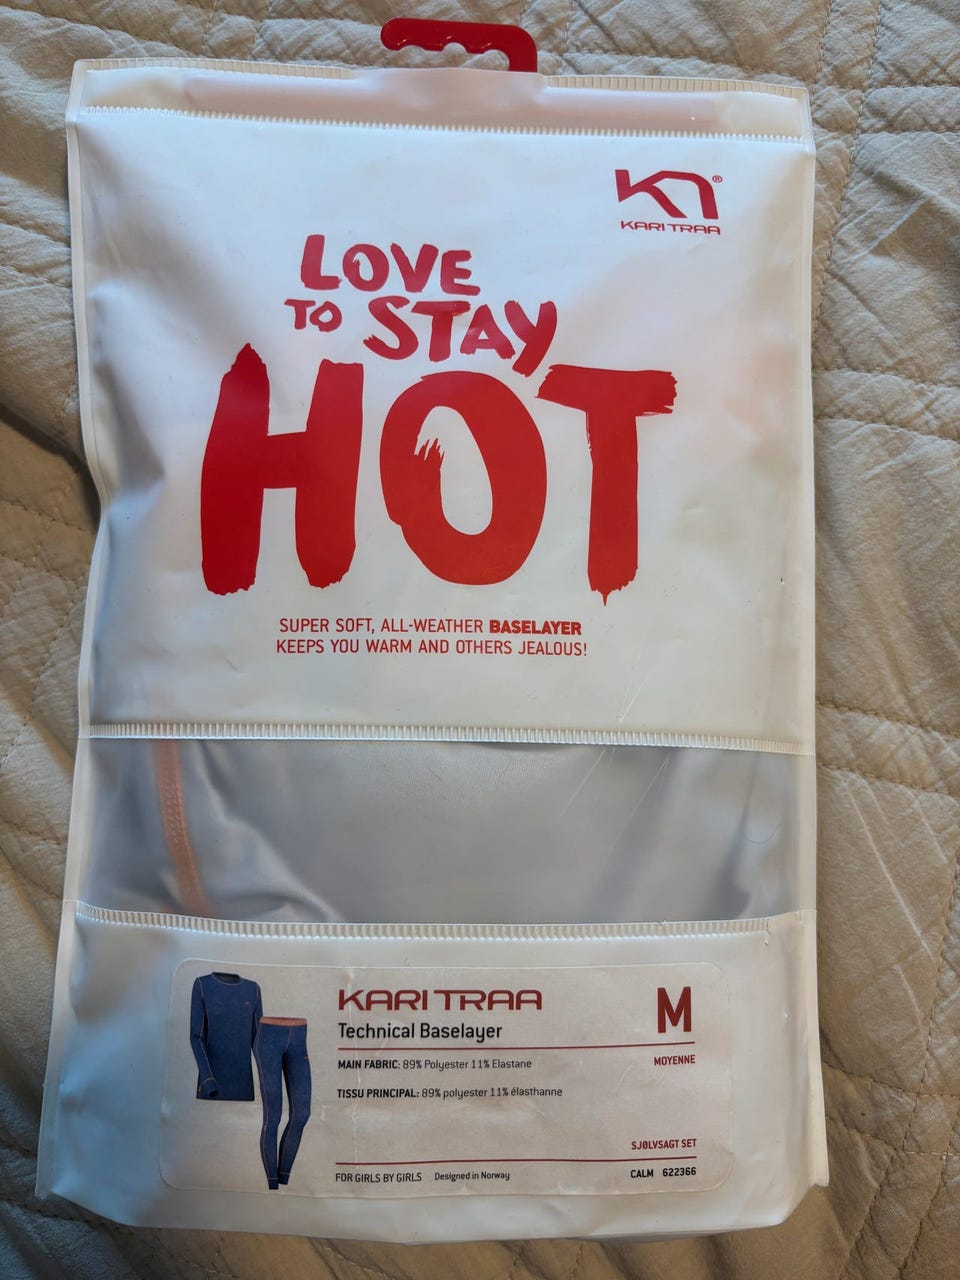 KARI TRAA
LOVE
TO STAY
HOT
SUPER SOFT, ALL-WEATHER BASELAYER
KEEPS YOU WARM AND OTHERS JEALOUS!
KARI TRAA
Technical Baselayer
M
MOYENNE
MAIN FABRIC: 89% Polyester 11% Elastane
TISSU PRINCIPAL: 89% polyester 11% élasthanne
SJØLVSAGT SET
FOR GIRLS BY GIRLS Designed in Norway
CALM 622366